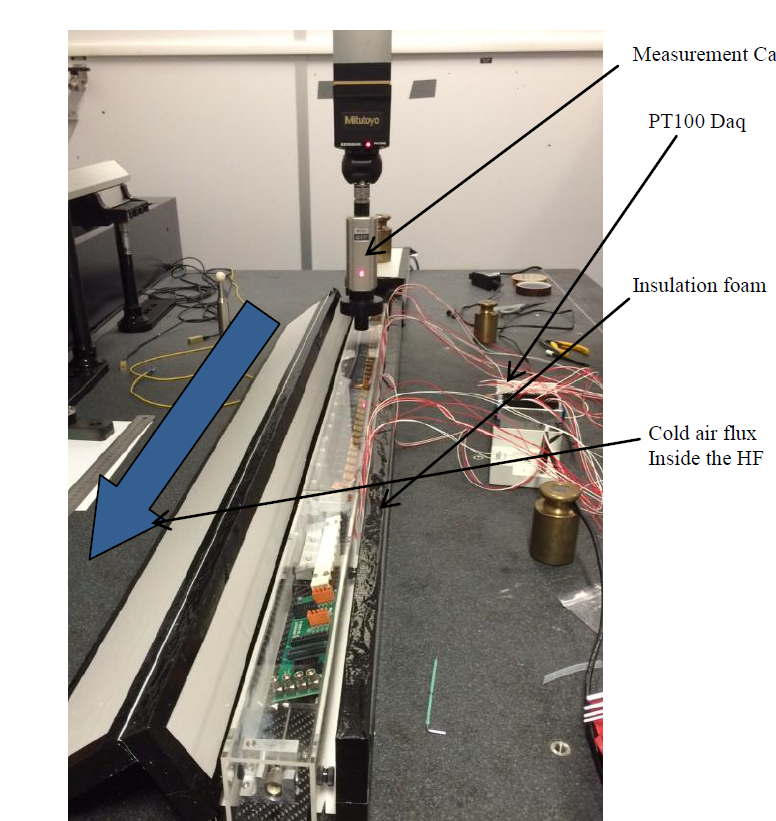 Measurement Ca
PT100 Daq
Mitutoyo
Insulation foam
Cold air flux
Inside the HF